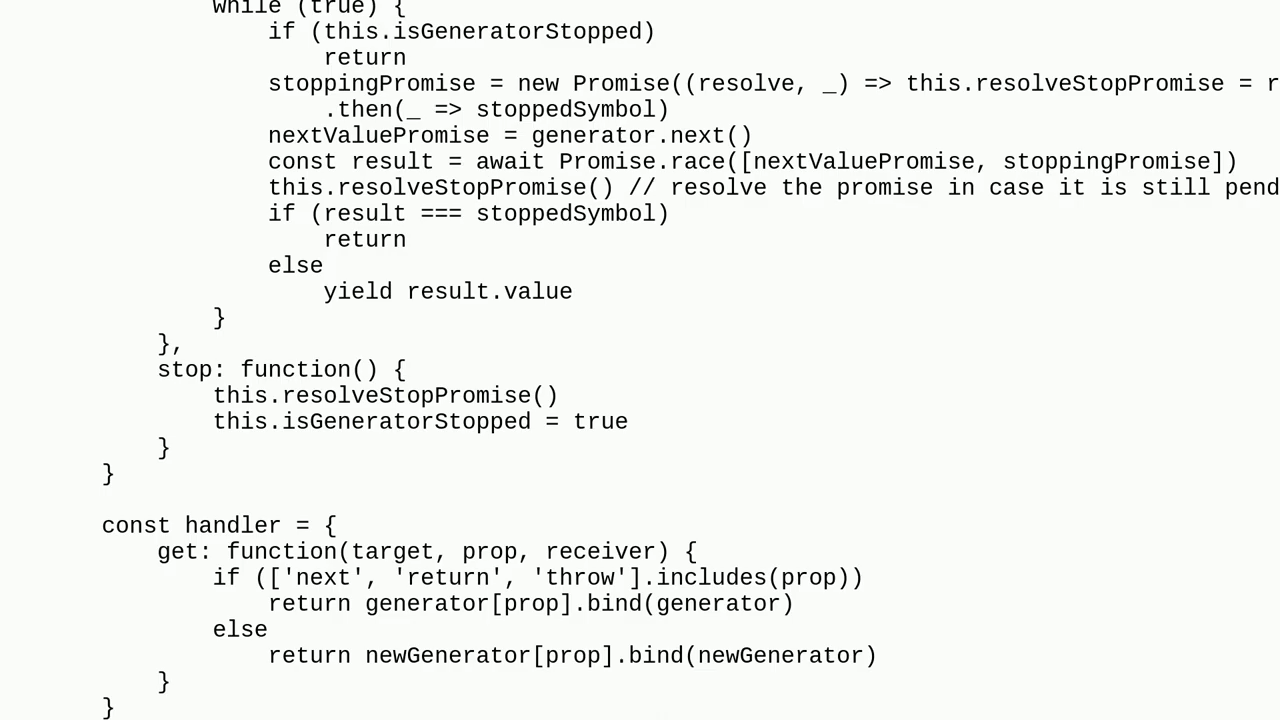 while (true) {
if (this.isGeneratorStopped)
return
stoppingPromise = new Promise((resolve, _) => this.resolveStopPromise = r
.then(_ => stoppedSymbol)
nextValuePromise = generator.next()
const result = await Promise.race([nextValuePromise, stoppingPromise])
this.resolveStopPromise() // resolve the promise in case it is still pend
if (result === stoppedSymbol)
return
else
yield result.value
}
},
stop: function() {
this.resolveStopPromise()
this.isGeneratorStopped = true
}
}
const handler = {
get: function(target, prop, receiver) {
if (['next', 'return', 'throw'].includes(prop))
return generator[prop].bind(generator)
else
return newGenerator[prop].bind(newGenerator)
}
}